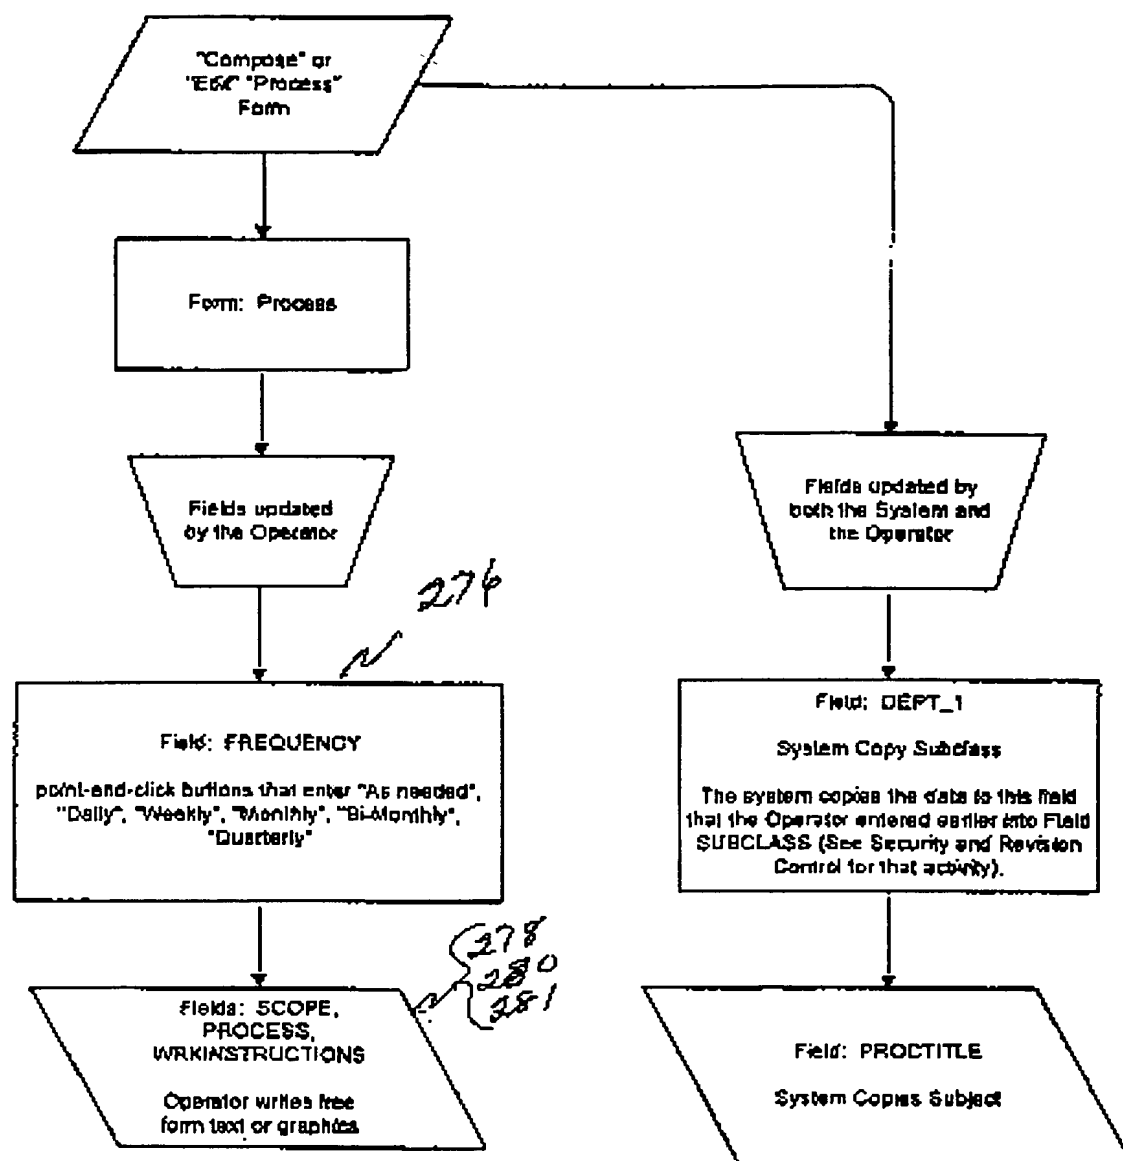 "Compose" or
"Edit" "Process"
Form
Form: Process
Fields updated
by the Operator
276
Field: FREQUENCY
point-and-click buttons that enter "As needed",
"Daily", "Weekly", "Monthly", "Bi-Monthly",
"Quarterly"
278
280
281
Fields: SCOPE,
PROCESS,
WRKINSTRUCTIONS
Operator writes free
form text or graphics
Fields updated by
both the System and
the Operator
Field: DEPT_1
System Copy Subclass
The system copies the data to this field
that the Operator entered earlier into Field
SUBCLASS (See Security and Revision
Control for that activity).
Field: PROCTITLE
System Copies Subject